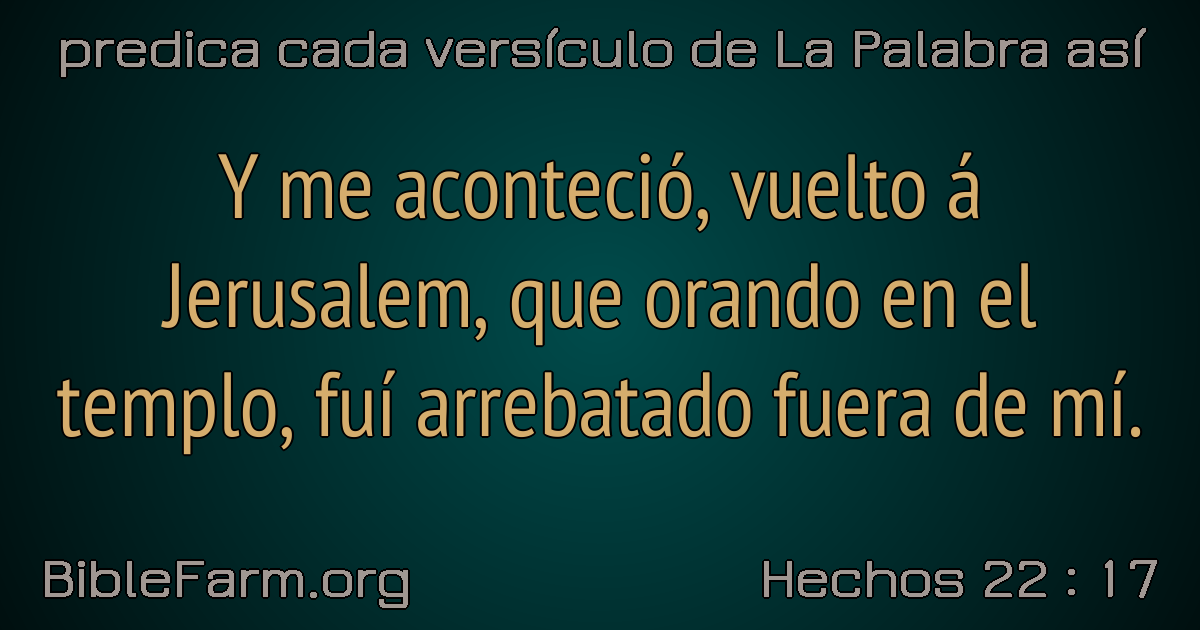 predica cada versículo de La Palabra así
Y me aconteció, vuelto á
Jerusalem, que orando en el
templo, fuí arrebatado fuera de mí.
BibleFarm.org
Hechos 22 : 17